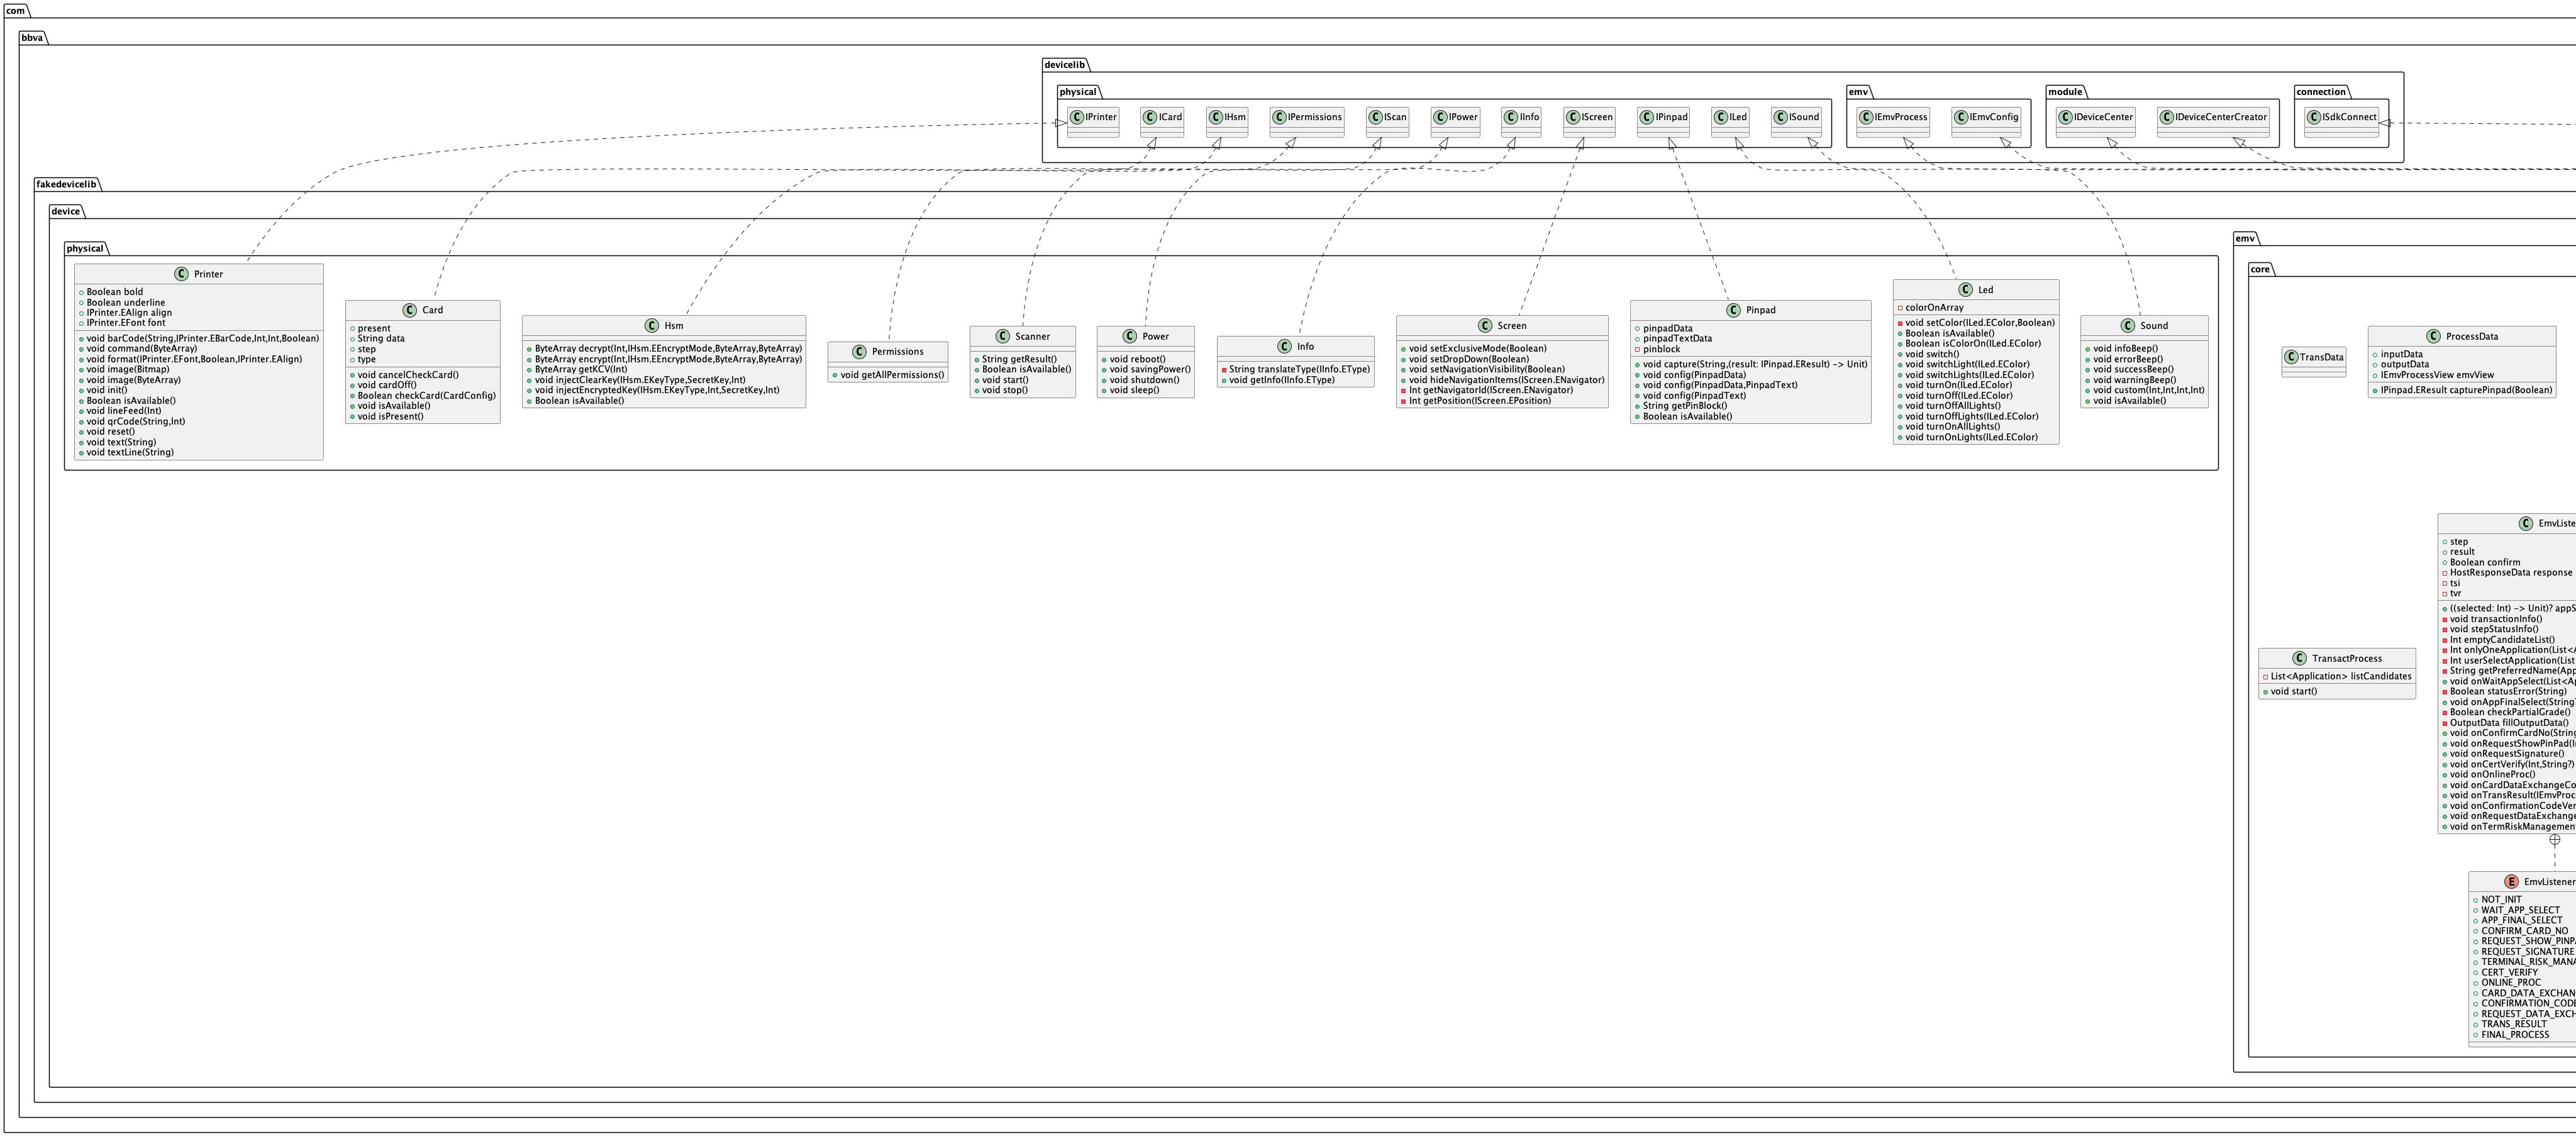 com
bbva
devicelib
physical
IPrinter
ICard
IHsm
IPermissions
IScan
IPower
IInfo
IScreen
IPinpad
ILed
ISound
emv
IEmvProcess
IEmvConfig
module
IDeviceCenter
IDeviceCenterCreator
connection
ISdkConnect
fakedevicelib
device
physical
Printer
Boolean bold
Boolean underline
IPrinter.EAlign align
IPrinter.EFont font
void barCode(String,IPrinter.EBarCode,Int,Int,Boolean)
void command(ByteArray)
void format(IPrinter.EFont,Boolean,IPrinter.EAlign)
void image(Bitmap)
void image(ByteArray)
void init()
Boolean isAvailable()
void lineFeed(Int)
void qrCode(String,Int)
void reset()
void text(String)
void textLine(String)
Card
present
String data
step
type
void cancelCheckCard()
void cardOff()
Boolean checkCard(CardConfig)
void isAvailable()
void isPresent()
Hsm
ByteArray decrypt(Int,IHsm.EEncryptMode,ByteArray,ByteArray)
ByteArray encrypt(Int,IHsm.EEncryptMode,ByteArray,ByteArray)
ByteArray getKCV(Int)
void injectClearKey(IHsm.EKeyType,SecretKey,Int)
void injectEncryptedKey(IHsm.EKeyType,Int,SecretKey,Int)
Boolean isAvailable()
Permissions
void getAllPermissions()
Scanner
String getResult()
Boolean isAvailable()
void start()
void stop()
Power
void reboot()
void savingPower()
void shutdown()
void sleep()
Info
String translateType(IInfo.EType)
void getInfo(IInfo.EType)
Screen
void setExclusiveMode(Boolean)
void setDropDown(Boolean)
void setNavigationVisibility(Boolean)
void hideNavigationItems(IScreen.ENavigator)
Int getNavigatorId(IScreen.ENavigator)
Int getPosition(IScreen.EPosition)
Pinpad
pinpadData
pinpadTextData
pinblock
void capture(String,(result: IPinpad.EResult) -> Unit)
void config(PinpadData)
void config(PinpadData,PinpadText)
void config(PinpadText)
String getPinBlock()
Boolean isAvailable()
Led
colorOnArray
void setColor(ILed.EColor,Boolean)
Boolean isAvailable()
Boolean isColorOn(ILed.EColor)
void switch()
void switchLight(ILed.EColor)
void switchLights(ILed.EColor)
void turnOn(ILed.EColor)
void turnOff(ILed.EColor)
void turnOffAllLights()
void turnOffLights(ILed.EColor)
void turnOnAllLights()
void turnOnLights(ILed.EColor)
Sound
void infoBeep()
void errorBeep()
void successBeep()
void warningBeep()
void custom(Int,Int,Int,Int)
void isAvailable()
emv
core
TransData
ProcessData
inputData
outputData
IEmvProcessView emvView
IPinpad.EResult capturePinpad(Boolean)
TransactProcess
List<Application> listCandidates
void start()
EmvListe
step
result
Boolean confirm
HostResponseData response
tsi
tvr
((selected: Int) -> Unit)? appS
void transactionInfo()
void stepStatusInfo()
Int emptyCandidateList()
Int onlyOneApplication(List<A
Int userSelectApplication(List
String getPreferredName(App
void onWaitAppSelect(List<Ap
Boolean statusError(String)
void onAppFinalSelect(String
Boolean checkPartialGrade()
OutputData fillOutputData()
void onConfirmCardNo(String
void onRequestShowPinPad(In
void onRequestSignature()
void onCertVerify(Int,String?)
void onOnlineProc()
void onCardDataExchangeCo
void onTransResult(IEmvProc
void onConfirmationCodeVer
void onRequestDataExchange
void onTermRiskManagemen
EmvListener
NOT_INIT
WAIT_APP_SELECT
APP_FINAL_SELECT
CONFIRM_CARD_NO
REQUEST_SHOW_PINPA
REQUEST_SIGNATURE
TERMINAL_RISK_MANA
CERT_VERIFY
ONLINE_PROC
CARD_DATA_EXCHAN
CONFIRMATION_CODE
REQUEST_DATA_EXCH
TRANS_RESULT
FINAL_PROCESS